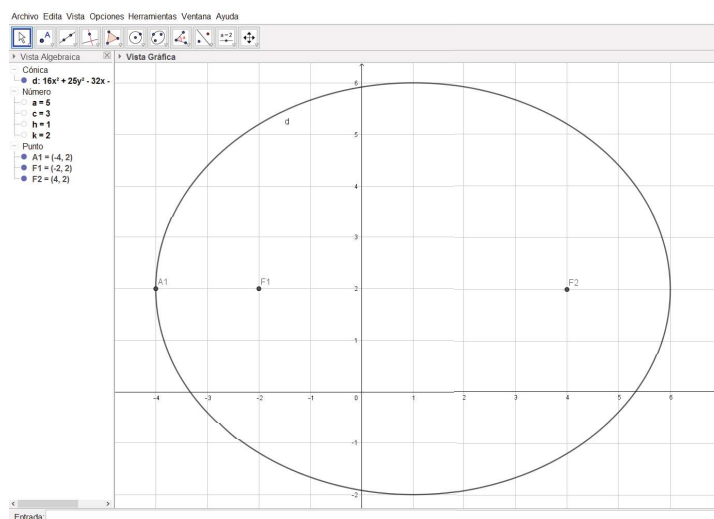 Archivo Edita Vista Opciones Herramientas Ventana Ayuda
A
a=2
Vista Algebraica
Vista Gráfica
Cónica
d: 16x² + 25y² - 32x -
Número
a = 5
c = 3
h = 1
k = 2
Punto
A1 = (-4, 2)
F1 = (-2, 2)
F2 = (4, 2)
6
d
5
4
3
A1
F1
F2
2
1
-4 -3 -2 -1 0 1 2 3 4 5 6
-1
-2
Entrada: